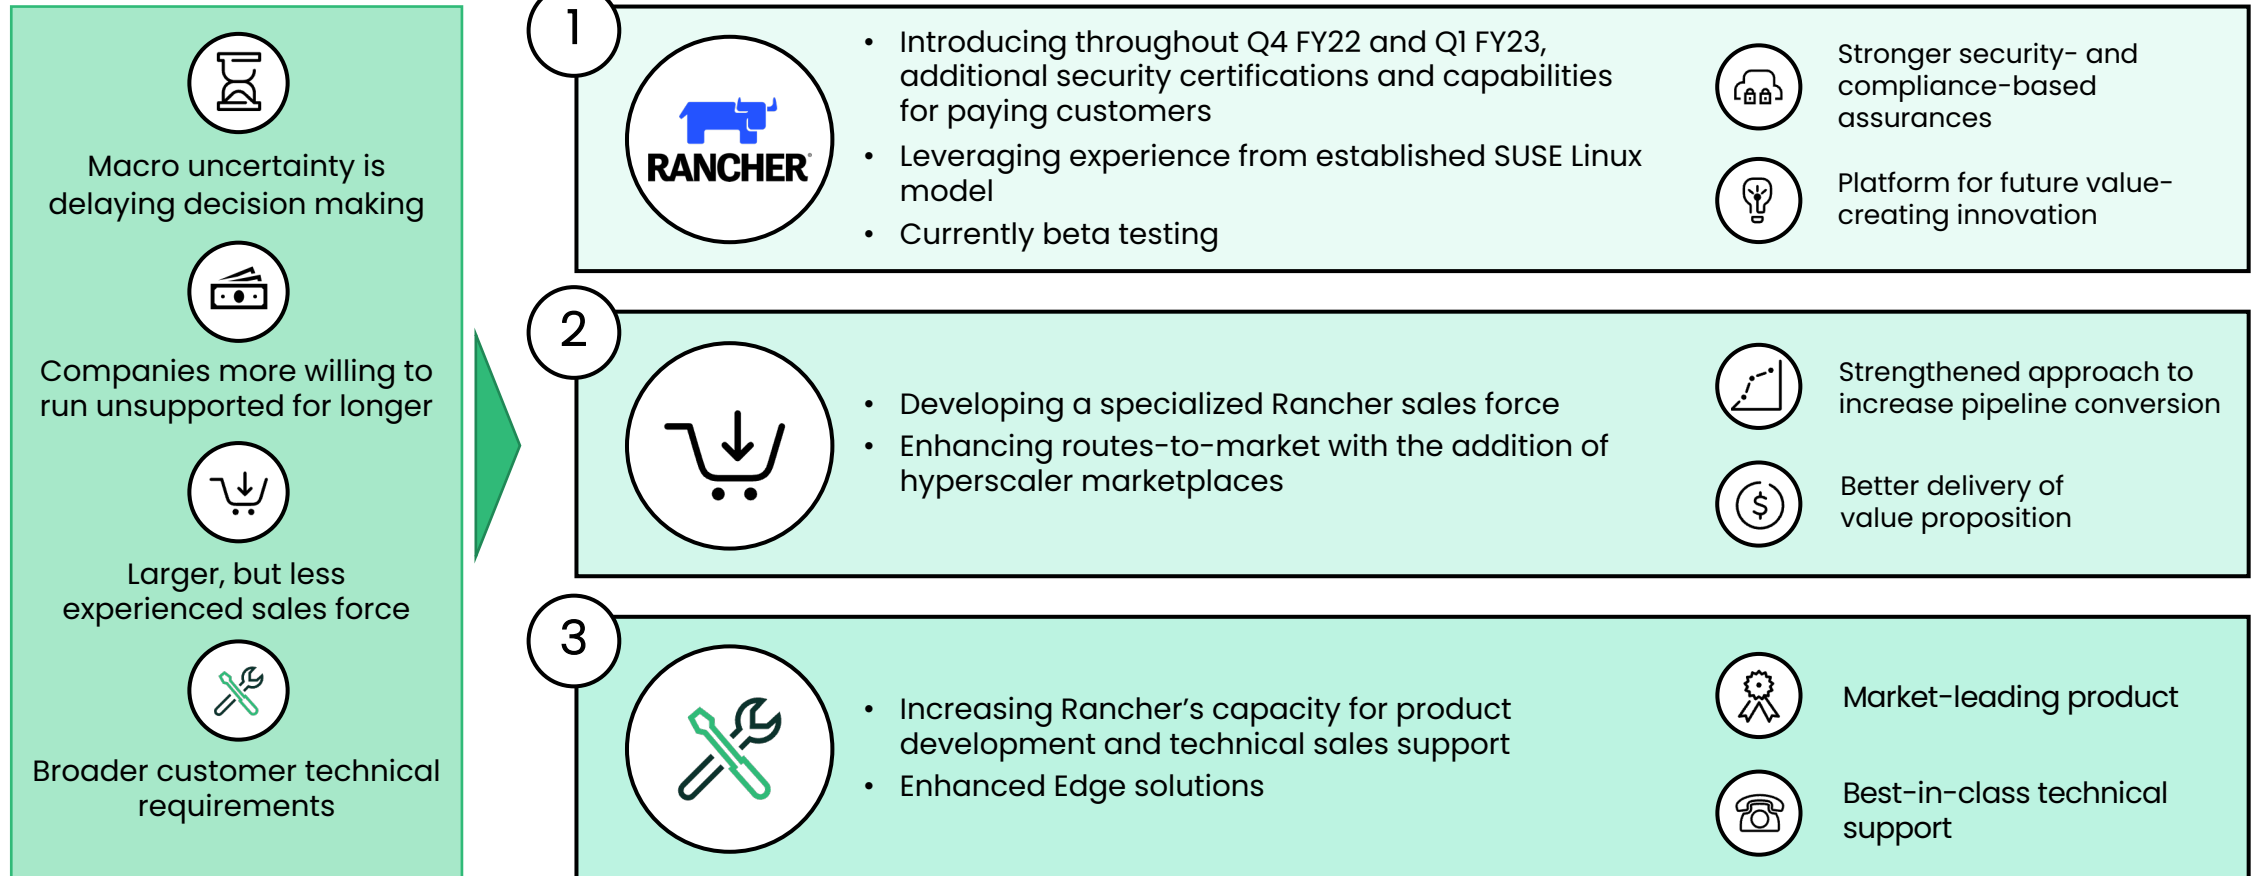 Macro uncertainty is
delaying decision making
Companies more willing to
run unsupported for longer
Larger, but less
experienced sales force
Broader customer technical
requirements
1
RANCHER®
• Introducing throughout Q4 FY22 and Q1 FY23,
additional security certifications and capabilities
for paying customers
• Leveraging experience from established SUSE Linux
model
• Currently beta testing
Stronger security- and
compliance-based
assurances
Platform for future value-
creating innovation
2
• Developing a specialized Rancher sales force
• Enhancing routes-to-market with the addition of
hyperscaler marketplaces
Strengthened approach to
increase pipeline conversion
$
Better delivery of
value proposition
3
• Increasing Rancher’s capacity for product
development and technical sales support
• Enhanced Edge solutions
Market-leading product
Best-in-class technical
support